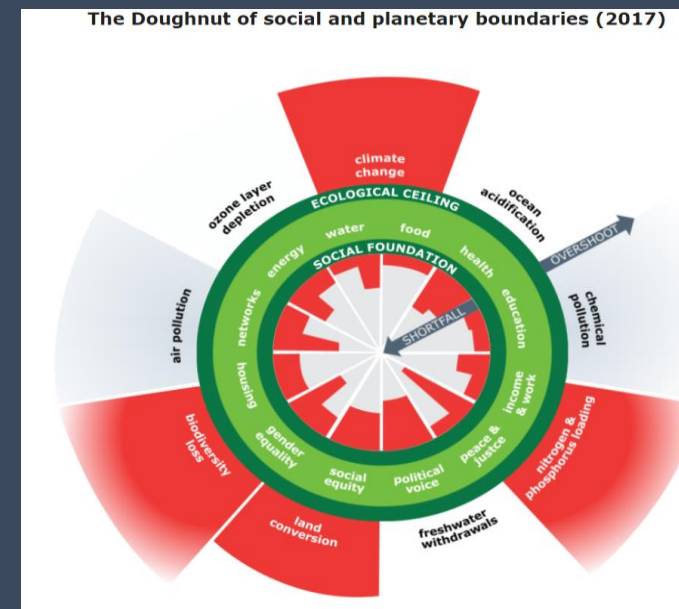 The Doughnut of social and planetary boundaries (2017)
climate
change
ozone layer
depletion
ocean
acidification
ECOLOGICAL CEILING
OVERSHOOT
water
food
energy
health
SOCIAL FOUNDATION
networks
education
SHORTFALL
air pollution
chemical
pollution
housing
income
& work
gender
equality
peace &
justce
social
equity
political
voice
biodiversity
loss
nitrogen &
phosphorus loading
land
conversion
freshwater
withdrawals